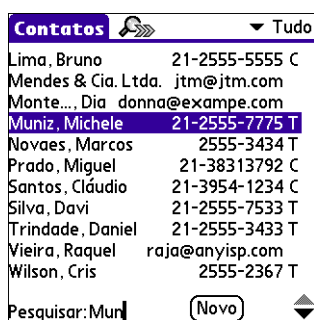 Contatos Tudo
Lima, Bruno 21-2555-5555 C
Mendes & Cia. Ltda. jtm@jtm.com
Monte..., Dia donna@exampe.com
Muniz, Michele 21-2555-7775 T
Novaes, Marcos 2555-3434 T
Prado, Miguel 21-38313792 C
Santos, Cláudio 21-3954-1234 C
Silva, Davi 21-2555-7533 T
Trindade, Daniel 21-2555-3433 T
Vieira, Raquel raja@anyisp.com
Wilson, Cris 2555-2367 T
Pesquisar: Mun Novo